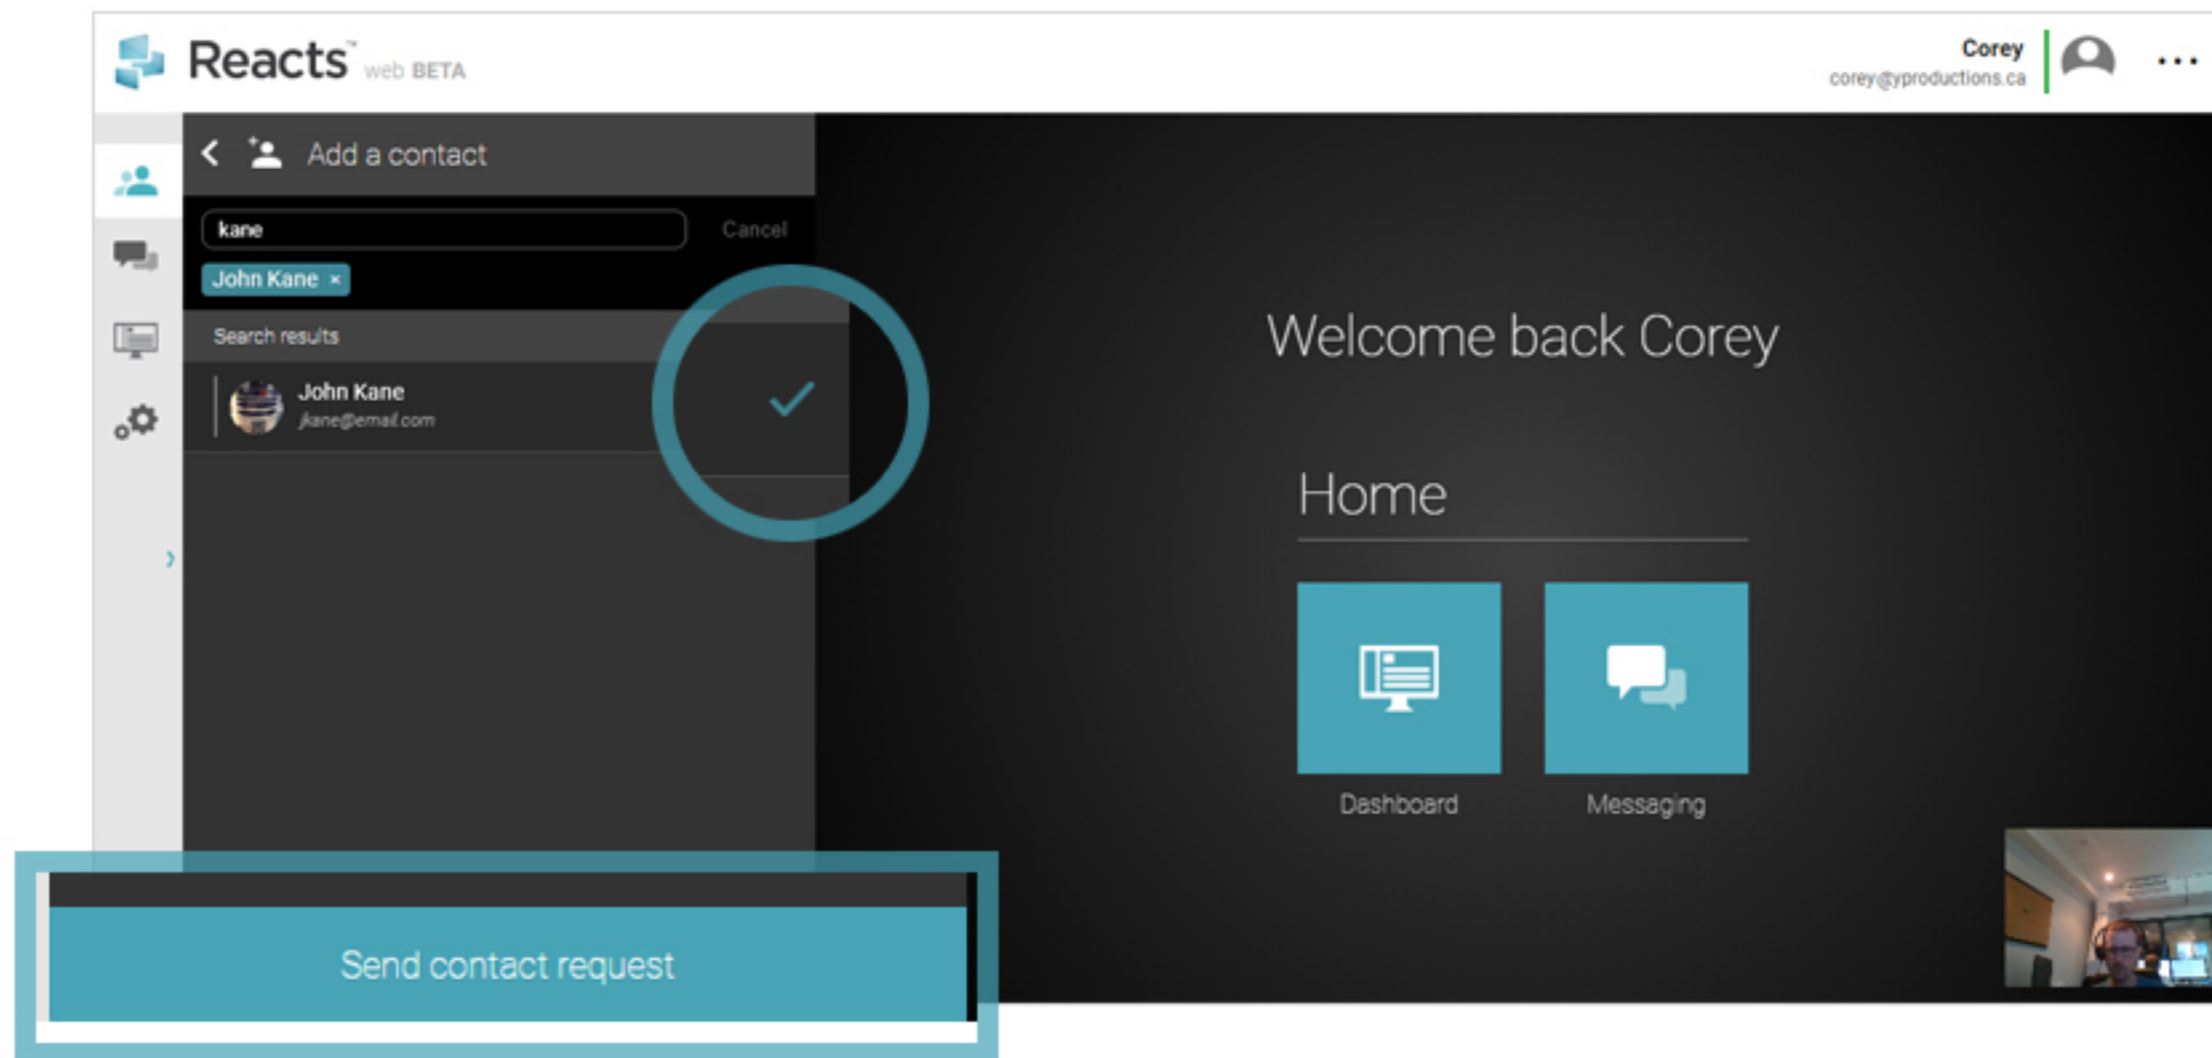 Reacts™ web BETA
Corey
corey@yproductions.ca
Add a contact
kane
Cancel
John Kane ×
Search results
John Kane
jkane@email.com
Welcome back Corey
Home
Dashboard
Messaging
Send contact request